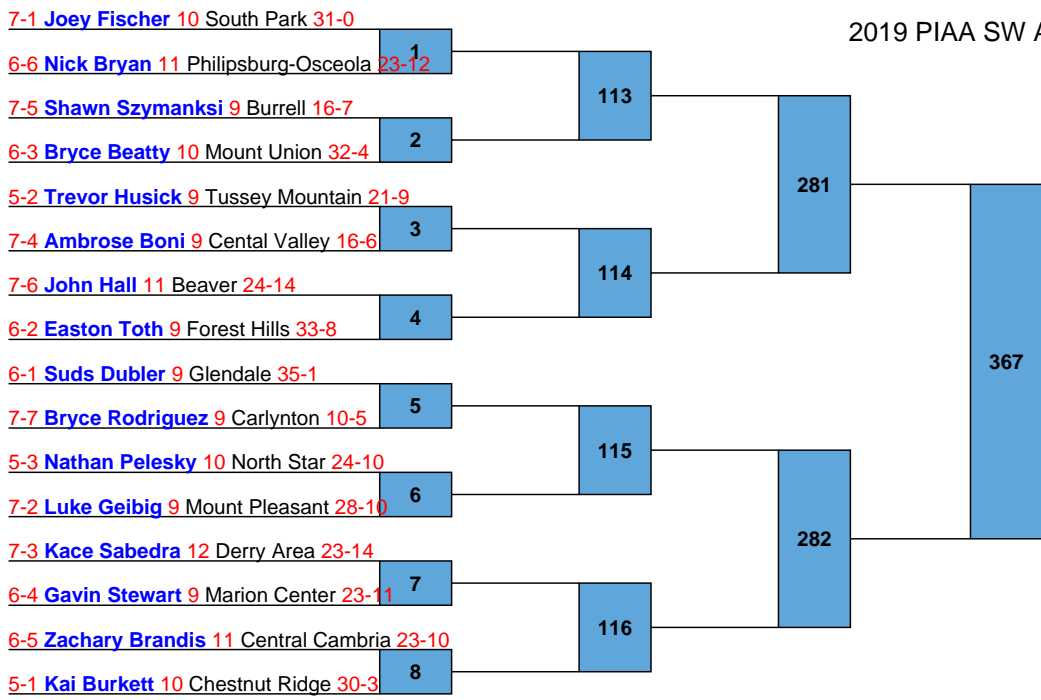 2019 PIAA SW A
7-1 Joey Fischer 10 South Park 31-0
1
6-6 Nick Bryan 11 Philipsburg-Osceola 23-12
113
7-5 Shawn Szymanksi 9 Burrell 16-7
2
6-3 Bryce Beatty 10 Mount Union 32-4
281
5-2 Trevor Husick 9 Tussey Mountain 21-9
3
7-4 Ambrose Boni 9 Cental Valley 16-6
114
7-6 John Hall 11 Beaver 24-14
4
6-2 Easton Toth 9 Forest Hills 33-8
367
6-1 Suds Dubler 9 Glendale 35-1
5
7-7 Bryce Rodriguez 9 Carlynton 10-5
115
5-3 Nathan Pelesky 10 North Star 24-10
6
7-2 Luke Geibig 9 Mount Pleasant 28-10
282
7-3 Kace Sabedra 12 Derry Area 23-14
7
6-4 Gavin Stewart 9 Marion Center 23-11
116
6-5 Zachary Brandis 11 Central Cambria 23-10
8
5-1 Kai Burkett 10 Chestnut Ridge 30-3